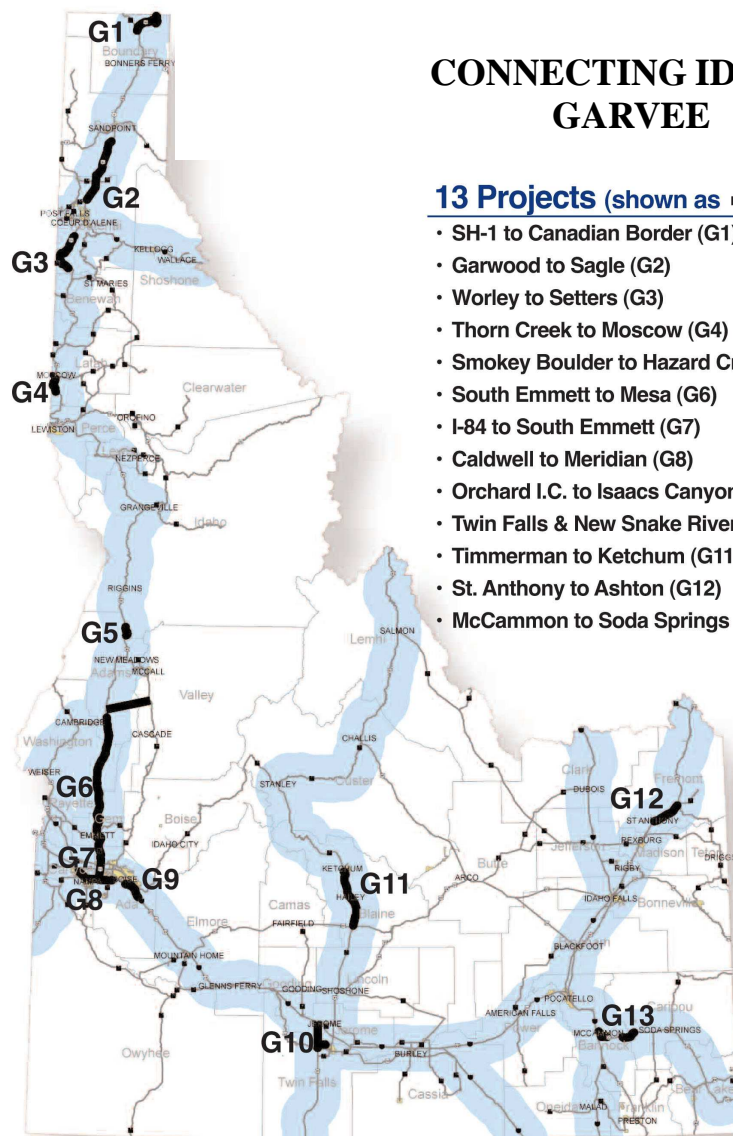 CONNECTING ID
GARVEE
13 Projects (shown as
· SH-1 to Canadian Border (G1)
· Garwood to Sagle (G2)
· Worley to Setters (G3)
· Thorn Creek to Moscow (G4)
· Smokey Boulder to Hazard Cr
· South Emmett to Mesa (G6)
· I-84 to South Emmett (G7)
· Caldwell to Meridian (G8)
· Orchard I.C. to Isaacs Canyon
· Twin Falls & New Snake River
· Timmerman to Ketchum (G11
· St. Anthony to Ashton (G12)
· McCammon to Soda Springs
G1
Boundary
BONNERS FERRY
SANDPOINT
G2
POST FALLS
COEUR D'ALENE
G3
KELLOGG
WALLACE
Shoshone
ST MARIES
Benewah
Latah
MOSCOW
G4
Clearwater
OROFINO
LEWISTON
Perce
NEZPERCE
GRANGEVILLE
Idaho
RIGGINS
G5
NEW MEADOWS
Adams
MCCALL
Lemhi
SALMON
Valley
CAMBRIDGE
Washington
CASCADE
CHALLIS
Custer
STANLEY
Clark
DUBOIS
Fremont
WEISER
G6
Payette
Gem
Boise
EMMETT
IDAHO CITY
G12
ST ANTHONY
REXBURG
Jefferson
Madison
Teton
DRIGGS
RIGBY
Butte
ARCO
G7
G8
BOISE
G9
Ada
KETCHUM
G11
HAILEY
Blaine
Camas
FAIRFIELD
Elmore
IDAHO FALLS
Bonneville
BLACKFOOT
MOUNTAIN HOME
GLENNS FERRY
Gooding
GOODING
SHOSHONE
Lincoln
POCATELLO
AMERICAN FALLS
Power
Caribou
G13
MCCAMMON
SODA SPRINGS
Bannock
G10
JEROME
Jerome
BURLEY
Owyhee
Twin Falls
Cassia
Oneida
MALAD
Franklin
PRESTON
Bear Lake